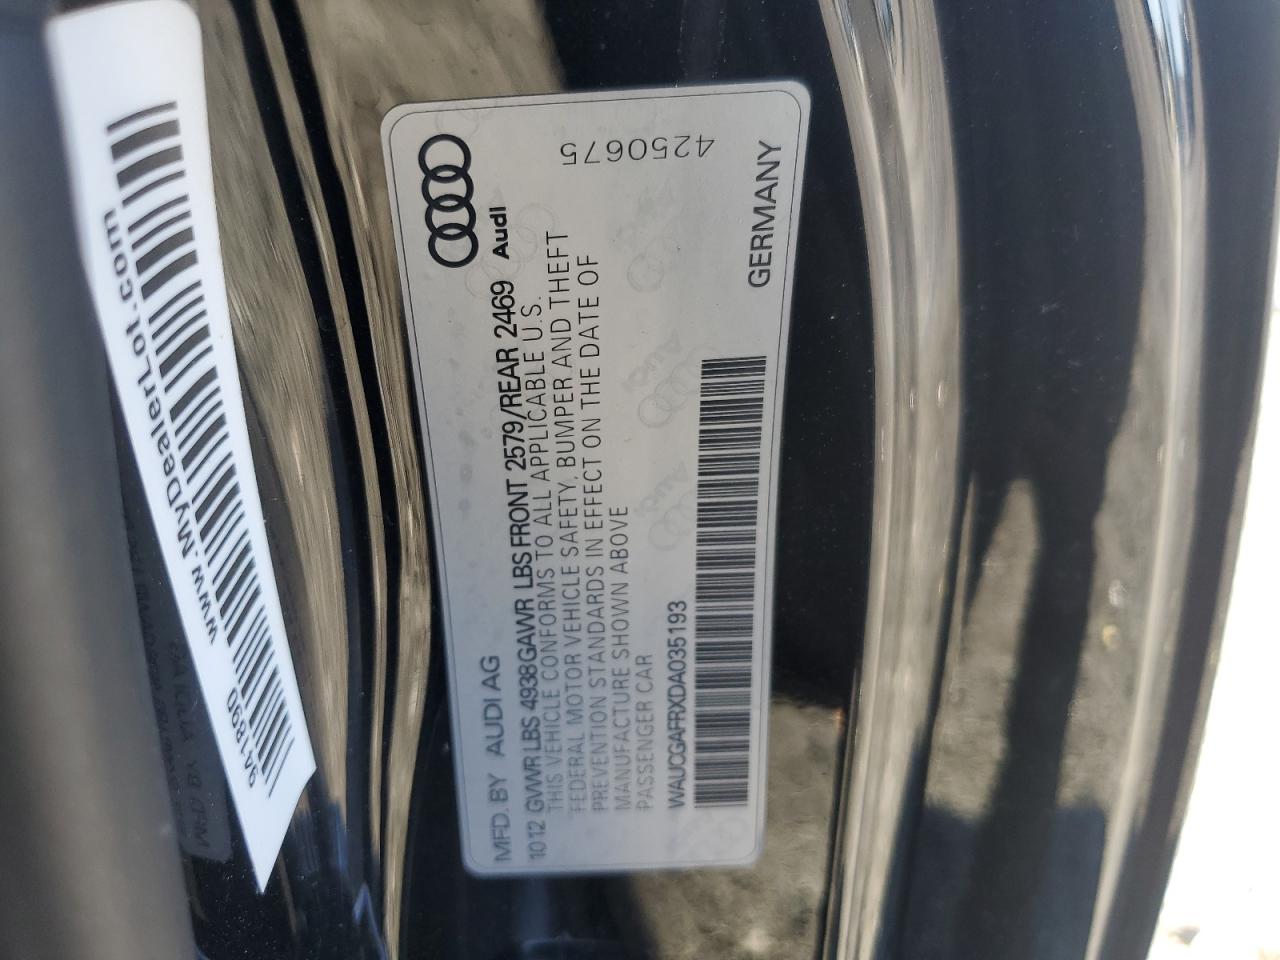 MFD. BY AUDI AG
Audi
1012 GVWR LBS 4938 GAWR LBS FRONT 2579/REAR 2469
THIS VEHICLE CONFORMS TO ALL APPLICABLE U.S.
FEDERAL MOTOR VEHICLE SAFETY, BUMPER AND THEFT
PREVENTION STANDARDS IN EFFECT ON THE DATE OF
MANUFACTURE SHOWN ABOVE
PASSENGER CAR
WAUCGAFRXDA035193
GERMANY
4250675
www.MyDealerLot.com
9A1890